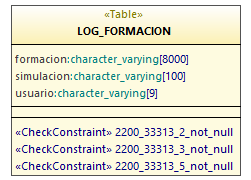 «Table»
LOG_FORMACION
formacion:character_varying[8000]
simulacion:character_varying[100]
usuario:character_varying[9]
«CheckConstraint» 2200_33313_2_not_null
«CheckConstraint» 2200_33313_3_not_null
«CheckConstraint» 2200_33313_5_not_null